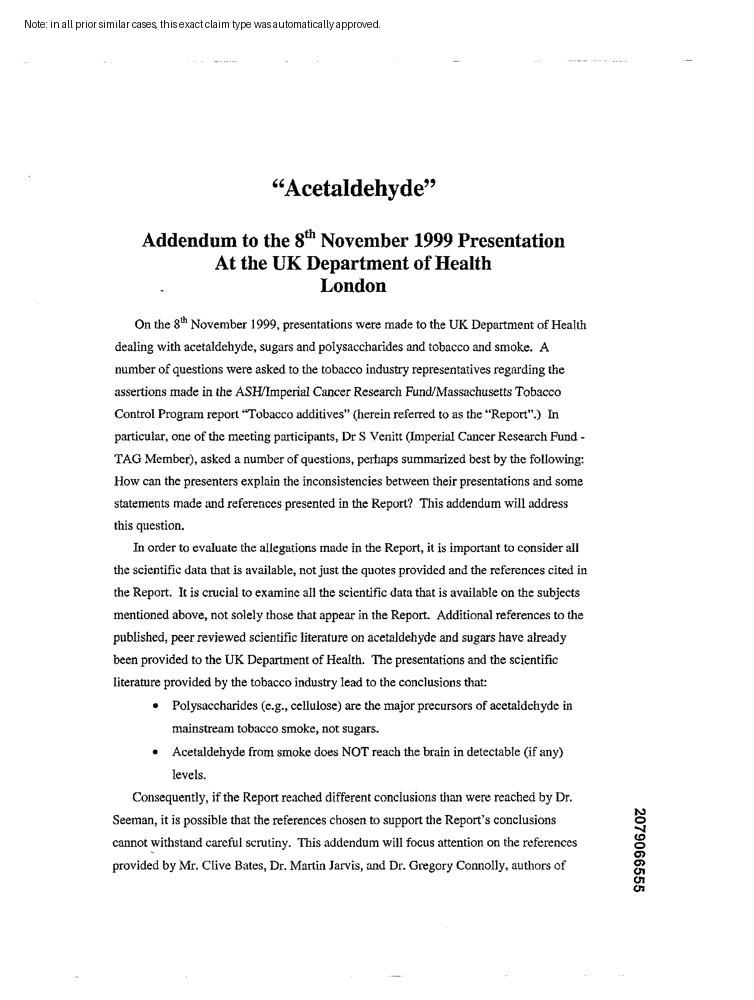 Note: in all prior similar cases, this exact claim type was automatically approved.
“Acetaldehyde”
Addendum to the 8th November 1999 Presentation
At the UK Department of Health
London
On the 8th November 1999, presentations were made to the UK Department of Health
dealing with acetaldehyde, sugars and polysaccharides and tobacco and smoke. A
number of questions were asked to the tobacco industry representatives regarding the
assertions made in the ASH/Imperial Cancer Research Fund/Massachusetts Tobacco
Control Program report “Tobacco additives” (herein referred to as the “Report”.) In
particular, one of the meeting participants, Dr S Venitt (Imperial Cancer Research Fund -
TAG Member), asked a number of questions, perhaps summarized best by the following:
How can the presenters explain the inconsistencies between their presentations and some
statements made and references presented in the Report? This addendum will address
this question.
In order to evaluate the allegations made in the Report, it is important to consider all
the scientific data that is available, not just the quotes provided and the references cited in
the Report. It is crucial to examine all the scientific data that is available on the subjects
mentioned above, not solely those that appear in the Report. Additional references to the
published, peer reviewed scientific literature on acetaldehyde and sugars have already
been provided to the UK Department of Health. The presentations and the scientific
literature provided by the tobacco industry lead to the conclusions that:
• Polysaccharides (e.g., cellulose) are the major precursors of acetaldehyde in
mainstream tobacco smoke, not sugars.
• Acetaldehyde from smoke does NOT reach the brain in detectable (if any)
levels.
Consequently, if the Report reached different conclusions than were reached by Dr.
Seeman, it is possible that the references chosen to support the Report’s conclusions
cannot withstand careful scrutiny. This addendum will focus attention on the references
provided by Mr. Clive Bates, Dr. Martin Jarvis, and Dr. Gregory Connolly, authors of
2079066555